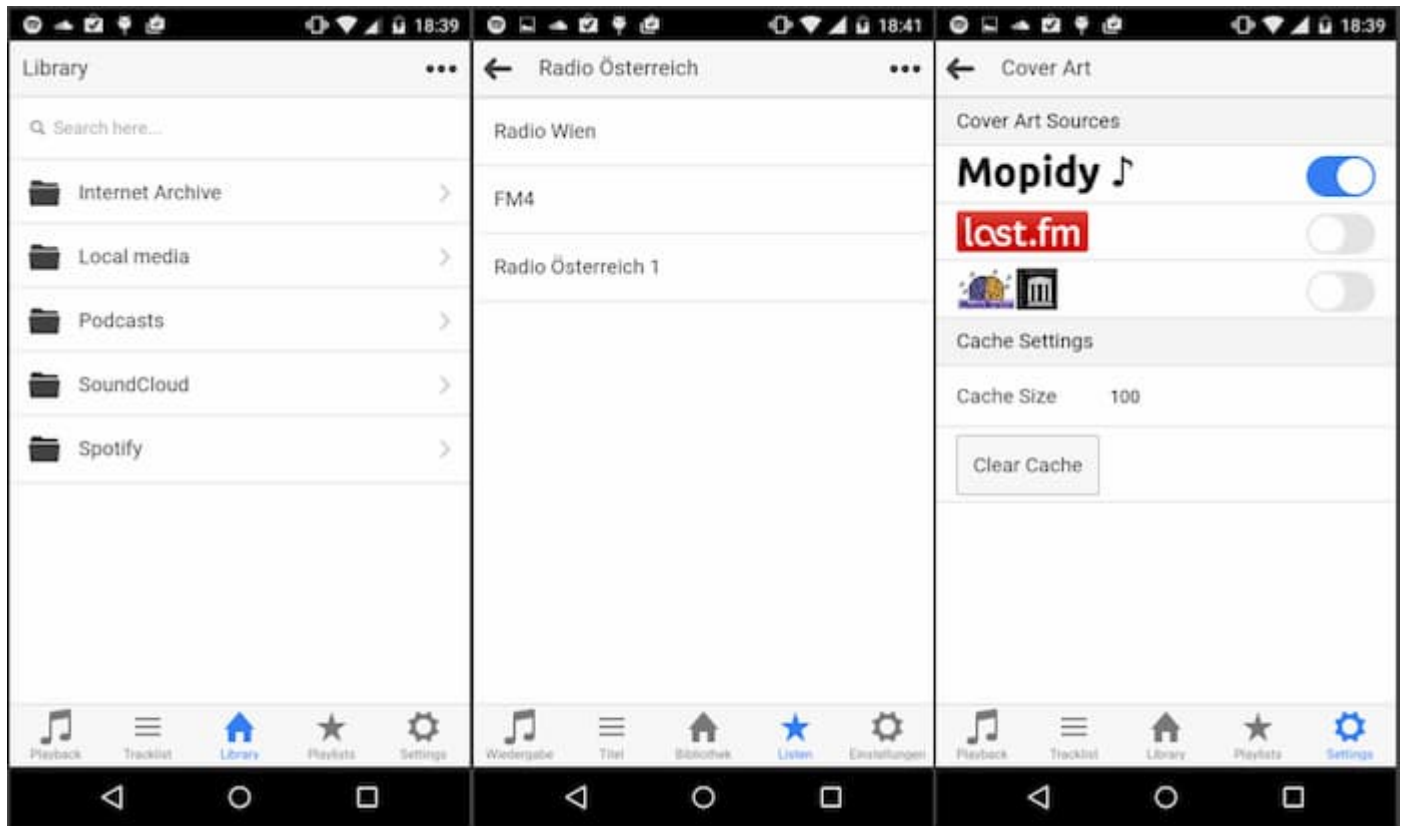 18:39
Library
Search here...
Internet Archive
Local media
Podcasts
SoundCloud
Spotify
Playback
Tracklist
Library
Playlists
Settings
18:41
Radio Österreich
Radio Wien
FM4
Radio Österreich 1
Wiedergabe
Titel
Bibliothek
Listen
Einstellungen
18:39
Cover Art
Cover Art Sources
Mopidy
last.fm
Cache Settings
Cache Size 100
Clear Cache
Playback
Tracklist
Library
Playlists
Settings